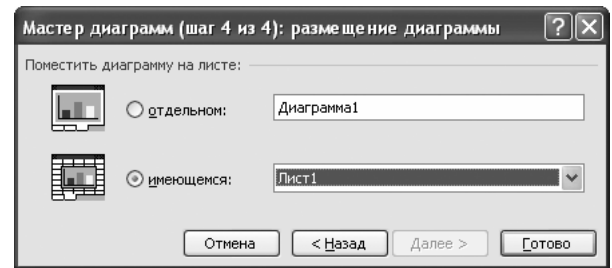 Мастер диаграмм (шаг 4 из 4): размещение диаграммы
Поместить диаграмму на листе:
отдельном: Диаграмма1
имеющемся: Лист1
Отмена < Назад Далее > Готово